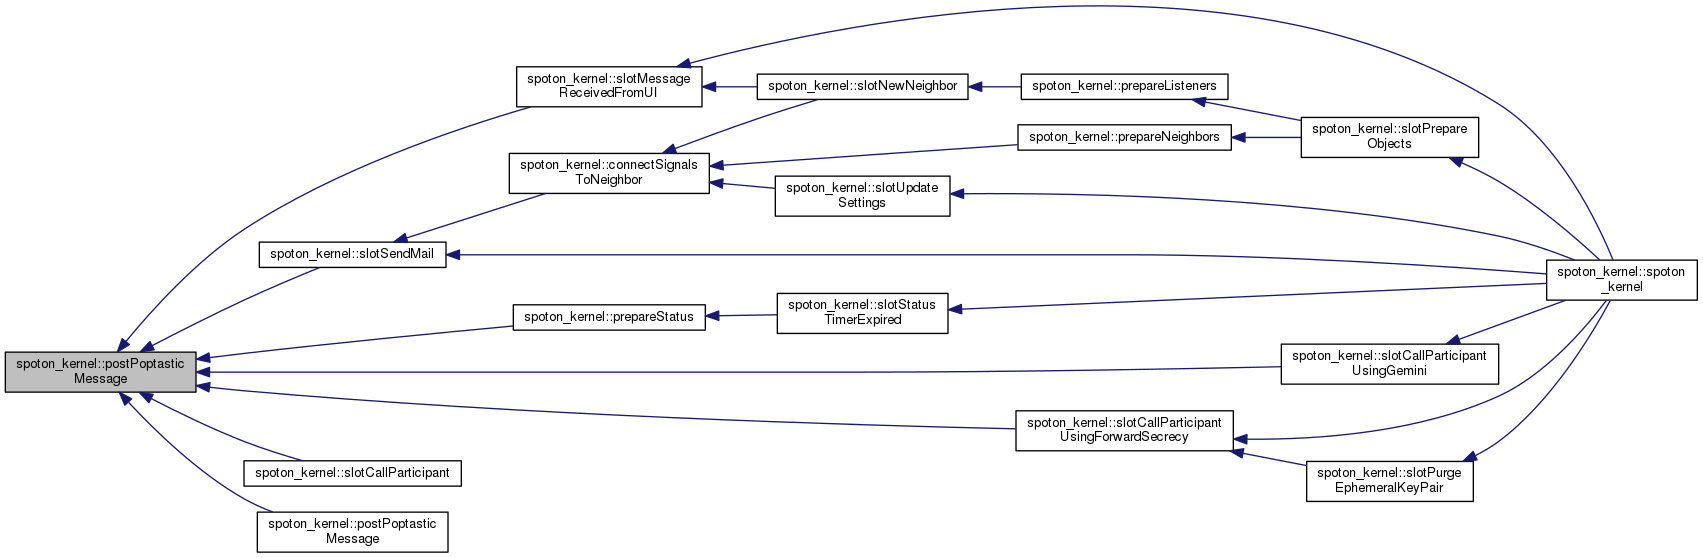 spoton_kernel::slotMessage
ReceivedFromUI
spoton_kernel::slotNewNeighbor
spoton_kernel::prepareListeners
spoton_kernel::slotPrepare
Objects
spoton_kernel::prepareNeighbors
spoton_kernel::connectSignals
ToNeighbor
spoton_kernel::slotUpdate
Settings
spoton_kernel::slotSendMail
spoton_kernel::spoton
_kernel
spoton_kernel::prepareStatus
spoton_kernel::slotStatus
TimerExpired
spoton_kernel::postPoptastic
Message
spoton_kernel::slotCallParticipant
UsingGemini
spoton_kernel::slotCallParticipant
UsingForwardSecrecy
spoton_kernel::slotCallParticipant
spoton_kernel::slotPurge
EphemeralKeyPair
spoton_kernel::postPoptastic
Message